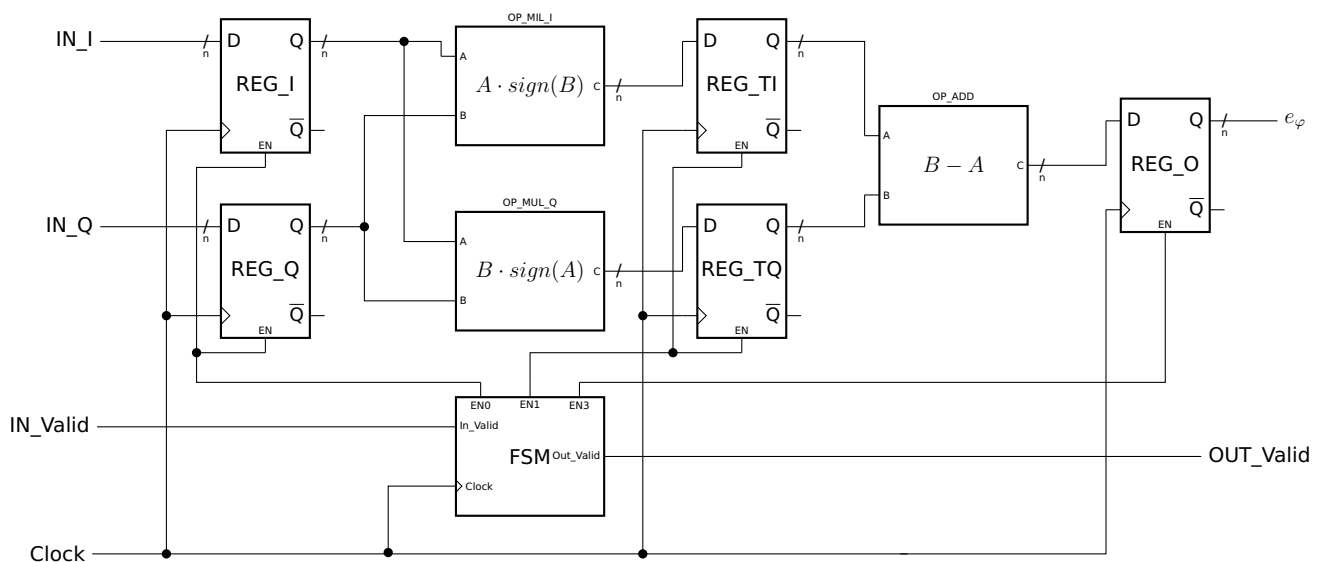 OP_MIL_I
IN_I
n
D
Q
n
REG_I
Q
EN
A
A · sign(B)
C
n
B
D
Q
n
REG_TI
Q
EN
OP_ADD
A
B − A
C
n
B
D
Q
n
REG_O
Q
EN
eφ
OP_MUL_Q
IN_Q
n
D
Q
n
REG_Q
Q
EN
A
B · sign(A)
C
n
B
D
Q
n
REG_TQ
Q
EN
EN0
EN1
EN3
IN_Valid
In_Valid
FSM
Out_Valid
OUT_Valid
Clock
Clock